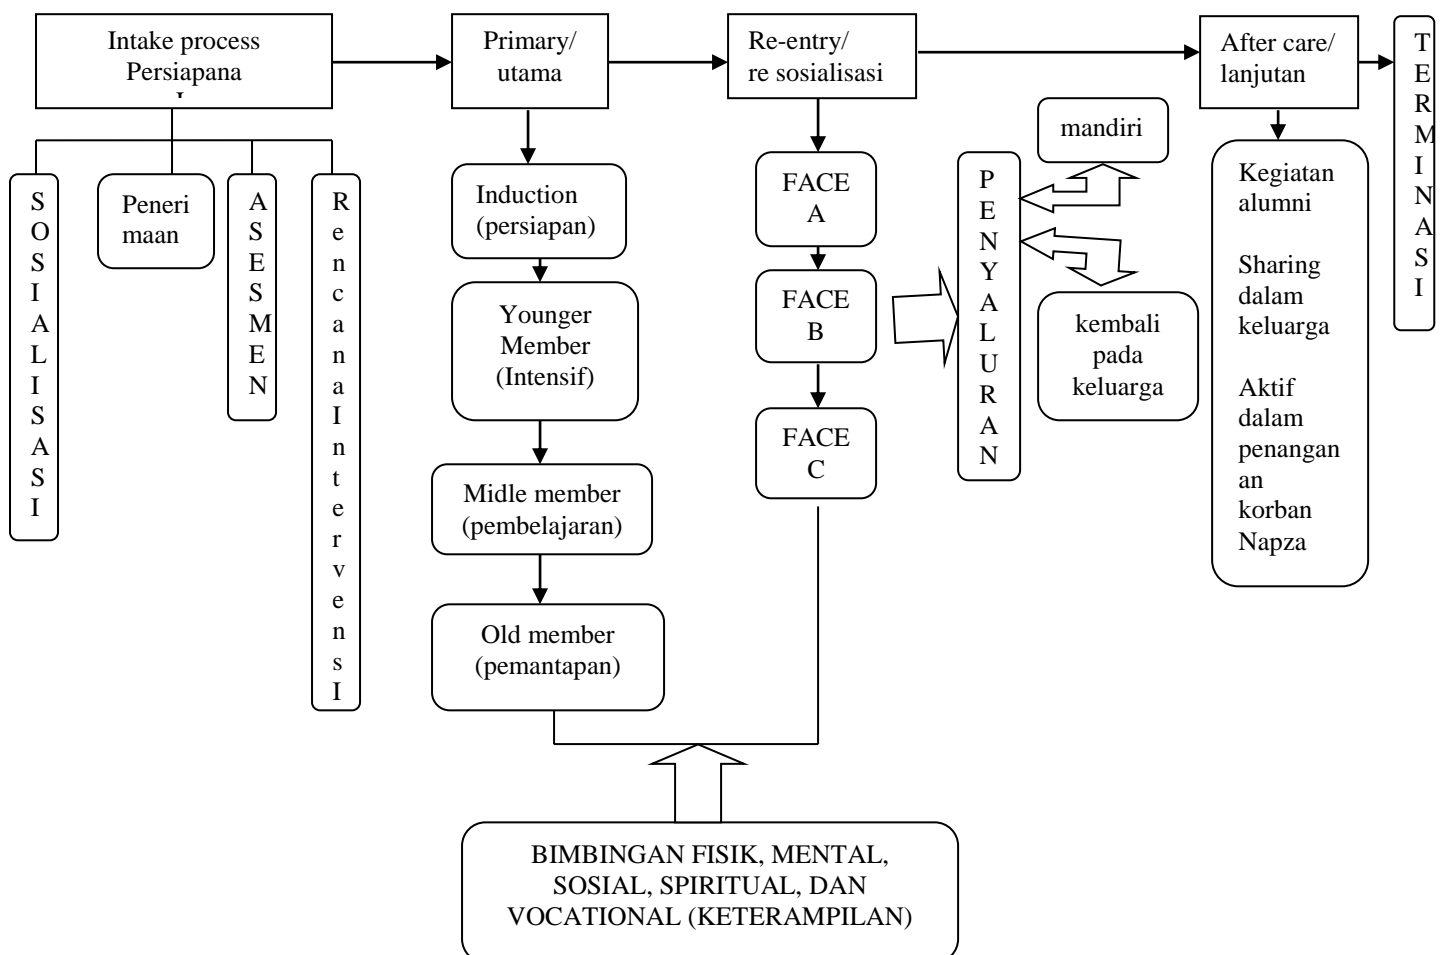 Intake process
Persiapana
Primary/
utama
Re-entry/
re sosialisasi
After care/
lanjutan
T
E
R
M
I
N
A
S
I
S
O
S
I
A
L
I
S
A
S
I
Peneri
maan
A
S
E
S
M
E
N
R
e
n
c
a
n
a
I
n
t
e
r
v
e
n
s
I
Induction
(persiapan)
Younger
Member
(Intensif)
Midle member
(pembelajaran)
Old member
(pemantapan)
FACE
A
FACE
B
FACE
C
P
E
N
Y
A
L
U
R
A
N
mandiri
kembali
pada
keluarga
Kegiatan
alumni
Sharing
dalam
keluarga
Aktif
dalam
penangan
an
korban
Napza
BIMBINGAN FISIK, MENTAL,
SOSIAL, SPIRITUAL, DAN
VOCATIONAL (KETERAMPILAN)